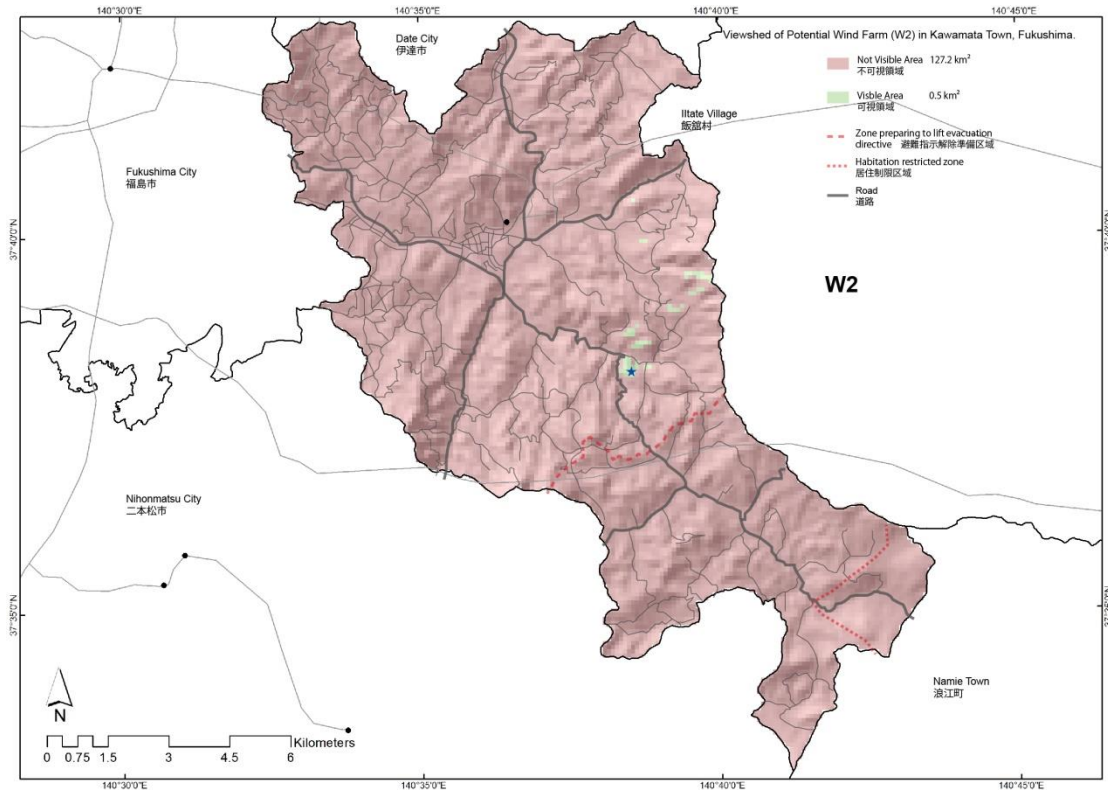 140°30'0"E
140°35'0"E
140°40'0"E
140°45'0"E
Viewshed of Potential Wind Farm (W2) in Kawamata Town, Fukushima.
Not Visible Area 127.2 km²
不可視領域
Visble Area 0.5 km²
可視領域
Zone preparing to lift evacuation
directive 避難指示解除準備区域
Habitation restricted zone
居住制限区域
Road
道路
Date City
伊達市
IItate Village
飯舘村
Fukushima City
福島市
37°40'0"N
37°40'0"N
W2
Nihonmatsu City
二本松市
37°35'0"N
37°35'0"N
Namie Town
浪江町
N
Kilometers
0 0.75 1.5 3 4.5 6
140°30'0"E
140°35'0"E
140°40'0"E
140°45'0"E